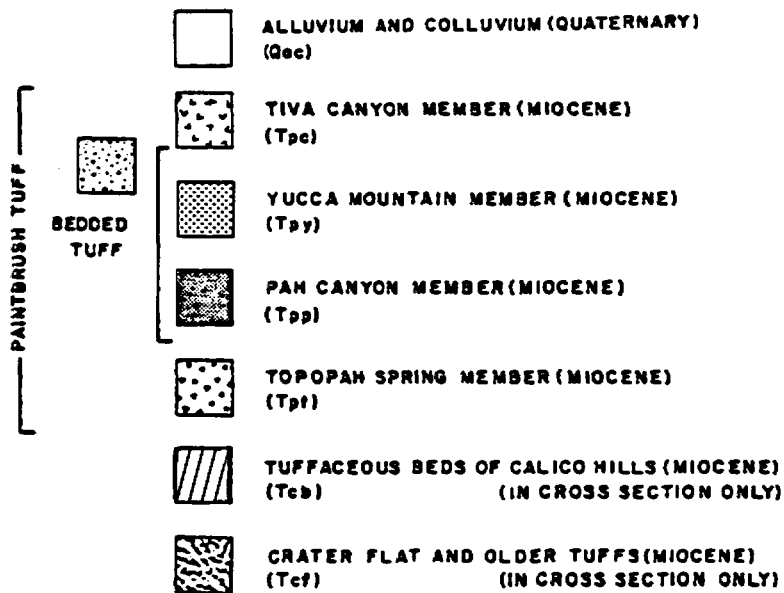 ALLUVIUM AND COLLUVIUM (QUATERNARY)
(Qac)
PAINTBRUSH TUFF
BEDDED
TUFF
TIVA CANYON MEMBER (MIOCENE)
(Tpc)
YUCCA MOUNTAIN MEMBER (MIOCENE)
(Tpy)
PAH CANYON MEMBER (MIOCENE)
(Tpp)
TOPOPAH SPRING MEMBER (MIOCENE)
(Tpt)
TUFFACEOUS BEDS OF CALICO HILLS (MIOCENE)
(Tcb) (IN CROSS SECTION ONLY)
CRATER FLAT AND OLDER TUFFS (MIOCENE)
(Tcf) (IN CROSS SECTION ONLY)